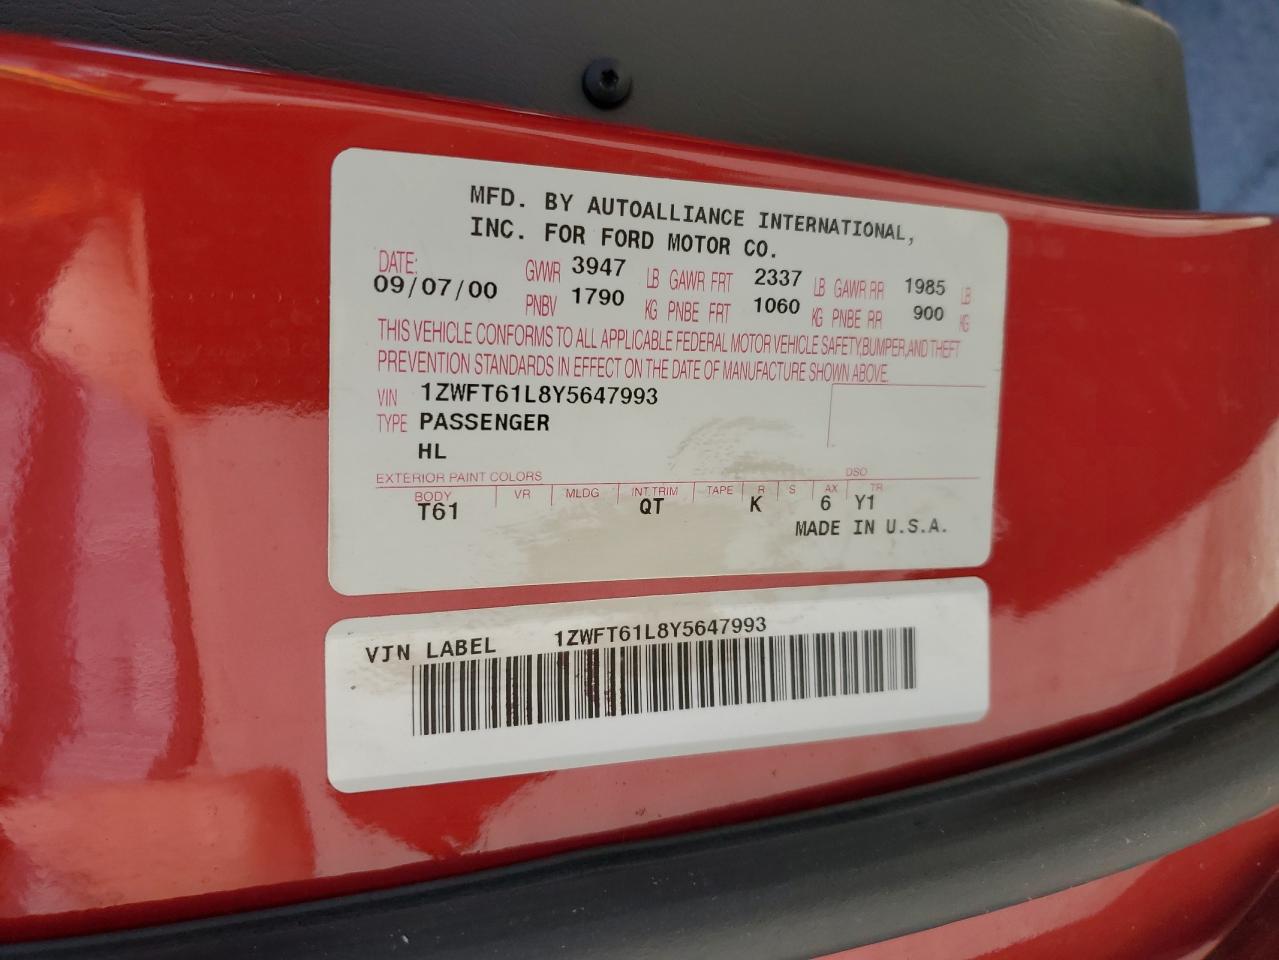 MFD. BY AUTOALLIANCE INTERNATIONAL,
INC. FOR FORD MOTOR CO.
DATE: GVWR 3947 LB GAWR FRT 2337 LB GAWR RR 1985 LB
09/07/00 PNBV 1790 KG PNBE FRT 1060 KG PNBE RR 900 KG
THIS VEHICLE CONFORMS TO ALL APPLICABLE FEDERAL MOTOR VEHICLE SAFETY,BUMPER,AND THEFT
PREVENTION STANDARDS IN EFFECT ON THE DATE OF MANUFACTURE SHOWN ABOVE.
VIN 1ZWFT61L8Y5647993
TYPE PASSENGER
HL
EXTERIOR PAINT COLORS DSO
BODY VR MLDG INT.TRIM TAPE R S AX TR
T61 QT K 6 Y1
MADE IN U.S.A.
VIN LABEL 1ZWFT61L8Y5647993